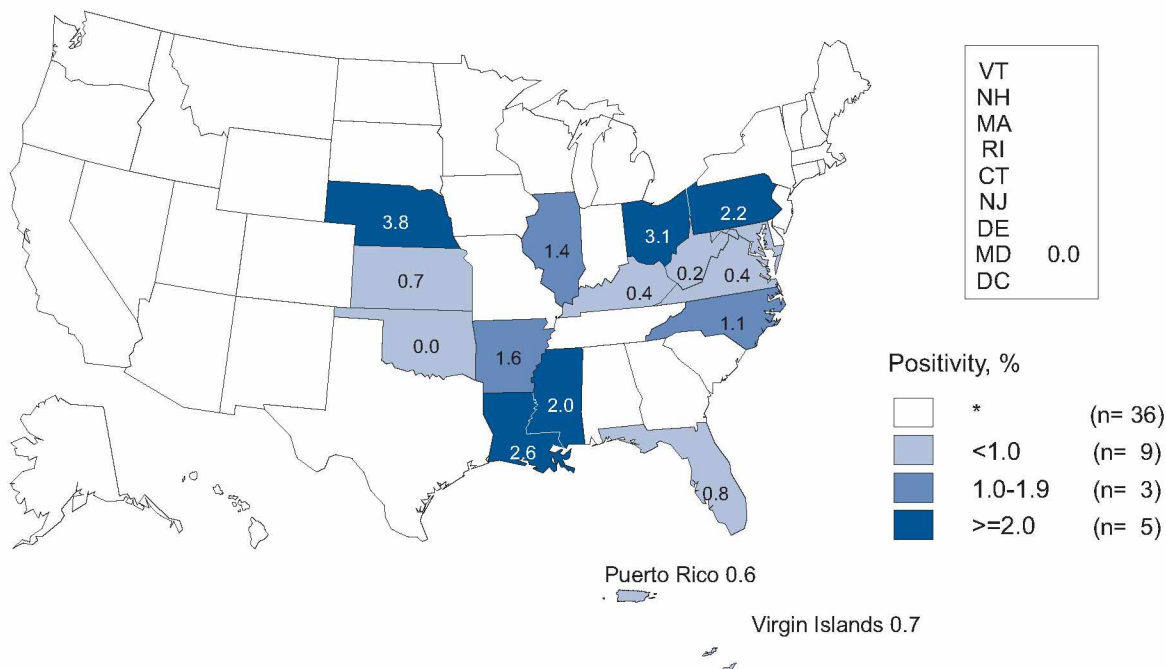 VT
NH
MA
RI
CT
NJ
DE
MD 0.0
DC
3.8
2.2
3.1
1.4
0.7
0.2
0.4
0.4
1.1
0.0
1.6
2.0
2.6
0.8
Positivity, %
* (n= 36)
<1.0 (n= 9)
1.0-1.9 (n= 3)
>=2.0 (n= 5)
Puerto Rico 0.6
Virgin Islands 0.7